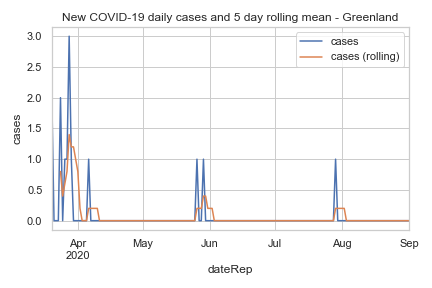 New COVID-19 daily cases and 5 day rolling mean - Greenland
cases
cases (rolling)
3.0
2.5
2.0
1.5
1.0
0.5
0.0
cases
Apr
2020
May
Jun
Jul
Aug
Sep
dateRep